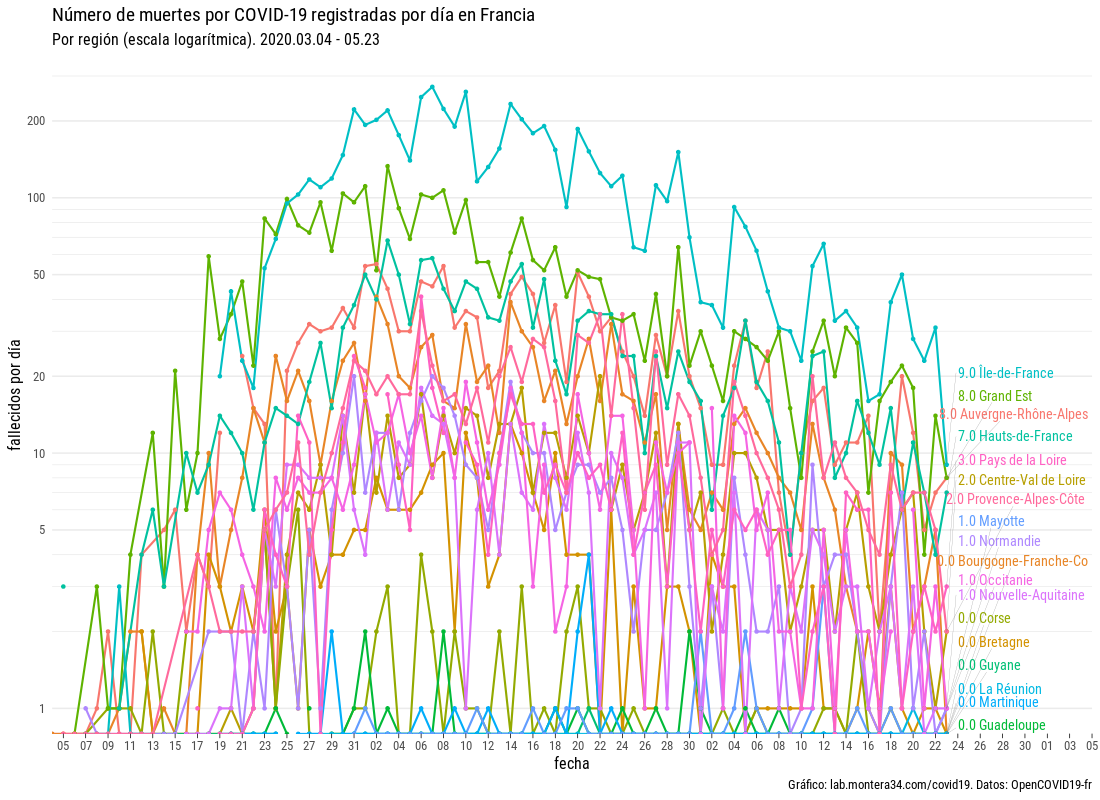 Número de muertes por COVID-19 registradas por día en Francia
Por región (escala logarítmica). 2020.03.04 - 05.23
fallecidos por día
200
100
50
20
10
5
1
9.0 Île-de-France
8.0 Grand Est
8.0 Auvergne-Rhône-Alpes
7.0 Hauts-de-France
3.0 Pays de la Loire
2.0 Centre-Val de Loire
2.0 Provence-Alpes-Côte
1.0 Mayotte
1.0 Normandie
0.0 Bourgogne-Franche-Co
1.0 Occitanie
1.0 Nouvelle-Aquitaine
0.0 Corse
0.0 Bretagne
0.0 Guyane
0.0 La Réunion
0.0 Martinique
0.0 Guadeloupe
05 07 09 11 13 15 17 19 21 23 25 27 29 31 02 04 06 08 10 12 14 16 18 20 22 24 26 28 30 02 04 06 08 10 12 14 16 18 20 22 24 26 28 30 01 03 05
fecha
Gráfico: lab.montera34.com/covid19. Datos: OpenCOVID19-fr